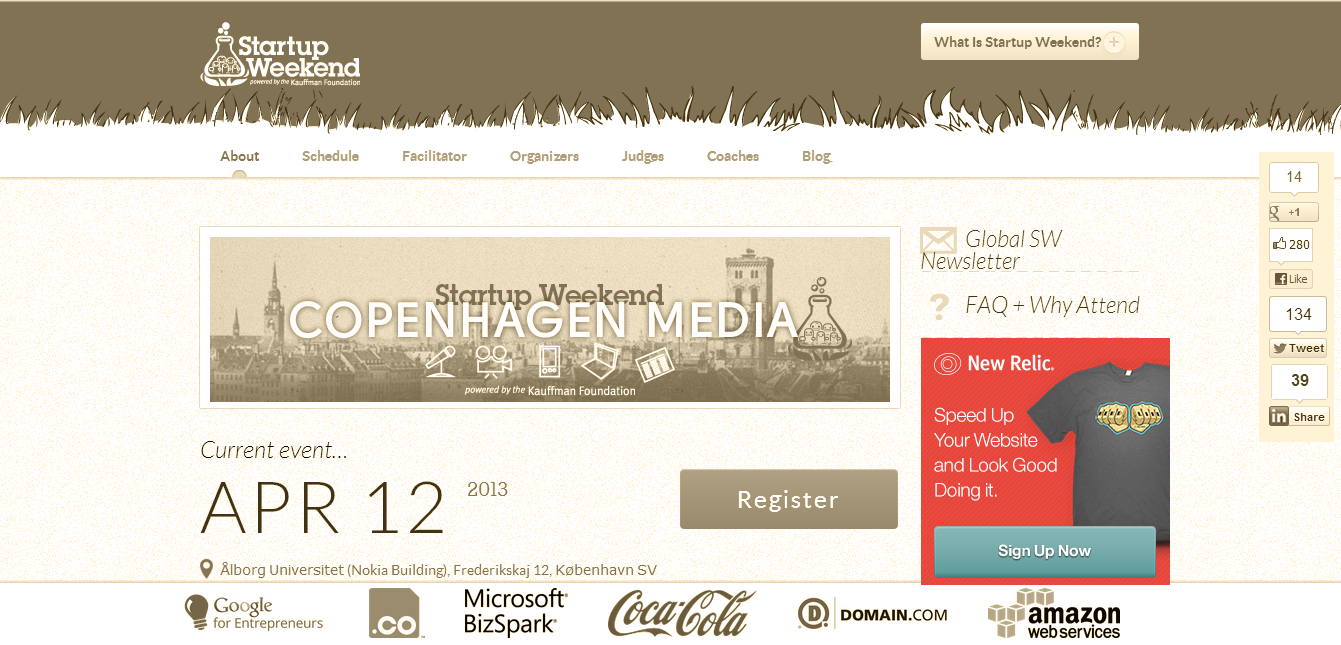 Startup
Weekend
powered by the Kauffman Foundation
What Is Startup Weekend?
About
Schedule
Facilitator
Organizers
Judges
Coaches
Blog
Startup Weekend
COPENHAGEN MEDIA
powered by the Kauffman Foundation
Global SW
Newsletter
FAQ + Why Attend
New Relic.
Speed Up
Your Website
and Look Good
Doing it.
Sign Up Now
14
+1
280
Like
134
Tweet
39
in Share
Current event...
APR 12 2013
Register
Ålborg Universitet (Nokia Building), Frederikskaj 12, København SV
Google
for Entrepreneurs
.co
Microsoft
BizSpark
Coca-Cola
D DOMAIN.COM
amazon
webservices